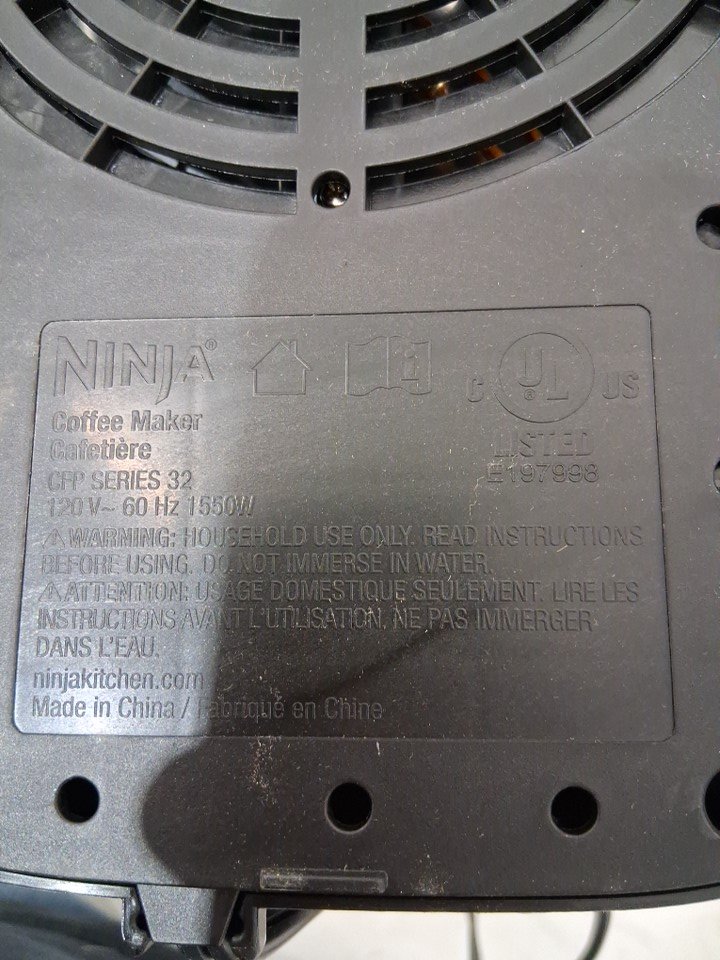 NINJA®
C UL® US
Coffee Maker
Cafetière
LISTED
CFP SERIES 32
E197998
120 V~ 60 Hz 1550W
⚠WARNING: HOUSEHOLD USE ONLY. READ INSTRUCTIONS
BEFORE USING. DO NOT IMMERSE IN WATER.
⚠ATTENTION: USAGE DOMESTIQUE SEULEMENT. LIRE LES
INSTRUCTIONS AVANT L'UTILISATION. NE PAS IMMERGER
DANS L'EAU.
ninjakitchen.com
Made in China / Fabriqué en Chine